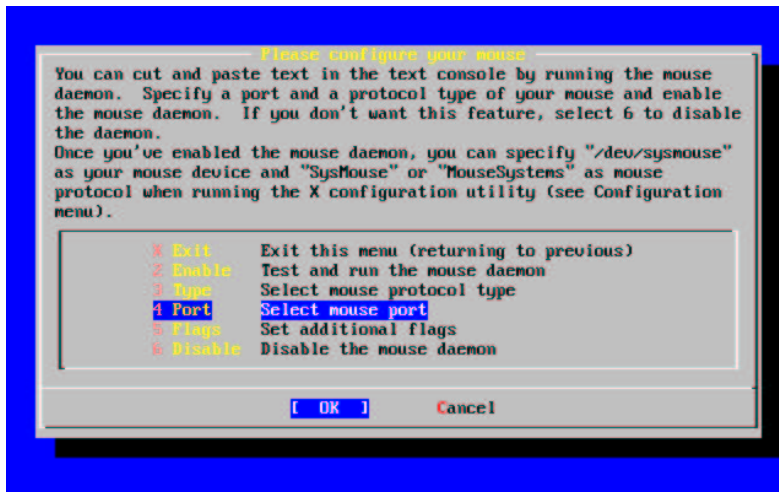 Please configure your mouse
You can cut and paste text in the text console by running the mouse
daemon.  Specify a port and a protocol type of your mouse and enable
the mouse daemon.  If you don't want this feature, select 6 to disable
the daemon.
Once you've enabled the mouse daemon, you can specify "/dev/sysmouse"
as your mouse device and "SysMouse" or "MouseSystems" as mouse
protocol when running the X configuration utility (see Configuration
menu).
X Exit    Exit this menu (returning to previous)
2 Enable  Test and run the mouse daemon
3 Type    Select mouse protocol type
4 Port    Select mouse port
5 Flags   Set additional flags
6 Disable Disable the mouse daemon
[  OK  ]    Cancel